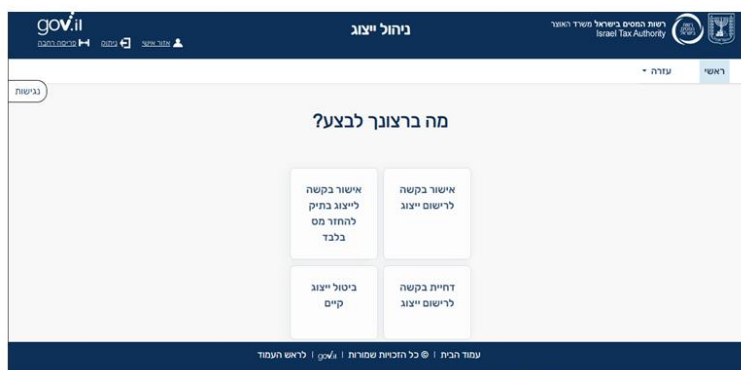 רשות המסים בישראל משרד האוצר
Israel Tax Authority
ניהול ייצוג
gov.il
אזור אישי
ניתוק
פריסה רחבה
ראשי
עזרה
נגישות
מה ברצונך לבצע?
אישור בקשה
לרישום ייצוג
אישור בקשה
לייצוג בתיק
להחזר מס
בלבד
דחיית בקשה
לרישום ייצוג
ביטול ייצוג
קיים
עמוד הבית | © כל הזכויות שמורות | gov.il | לראש העמוד